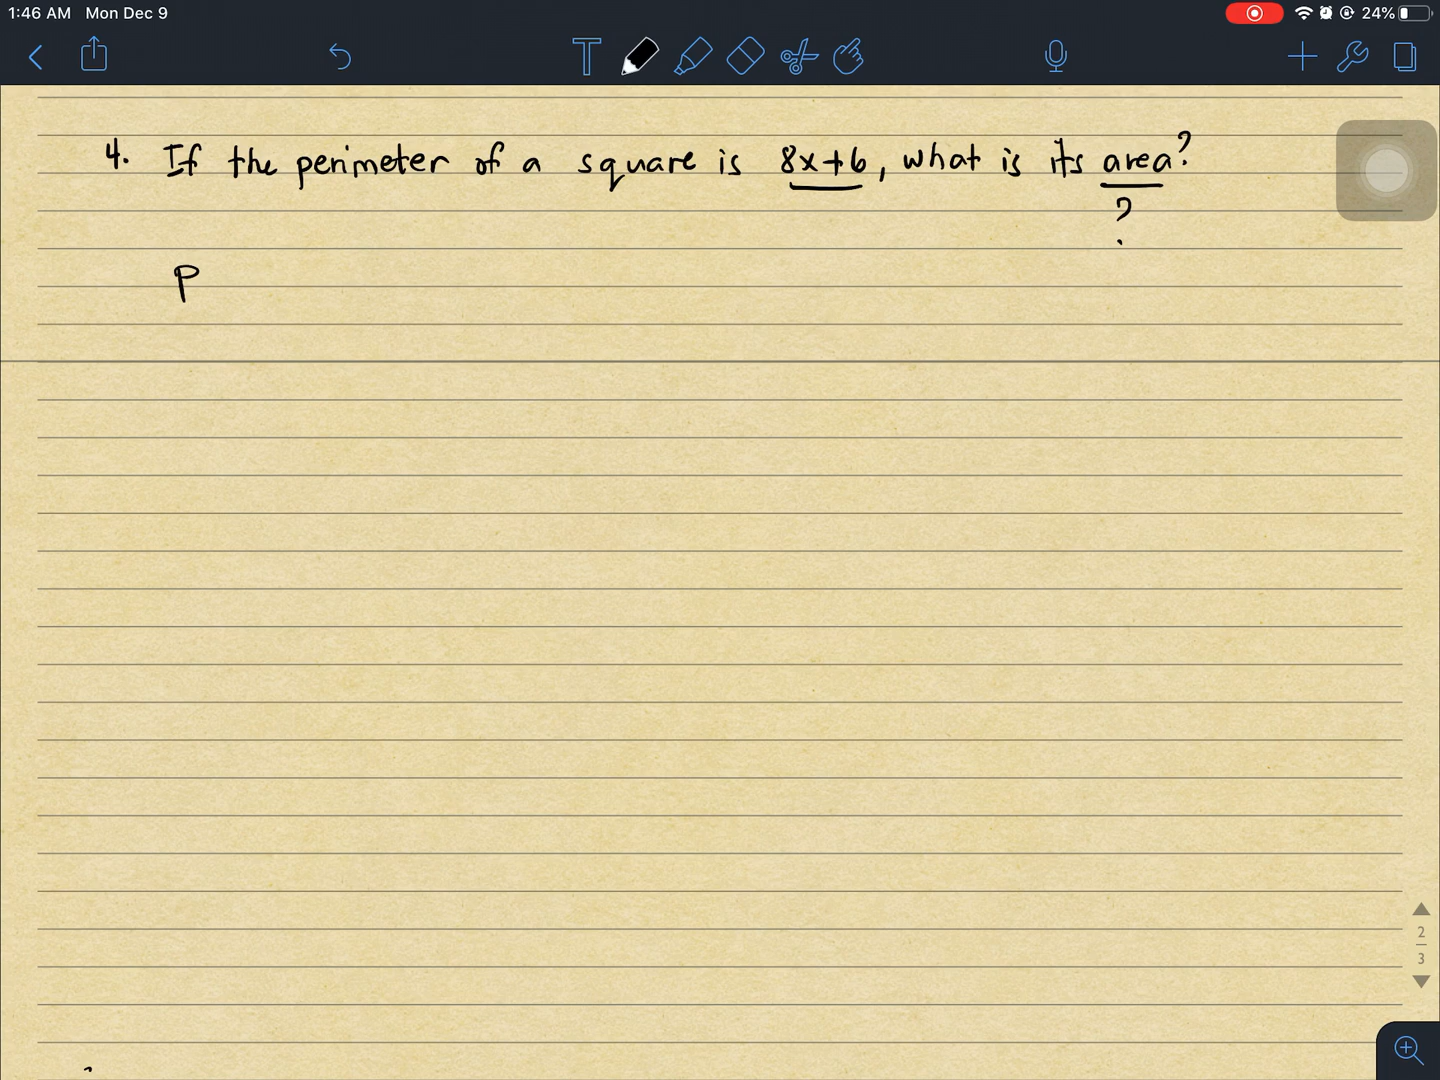 1:46 AM Mon Dec 9 24%
T
4. If the perimeter of a square is 8x+6, what is its area?
?
P
2
3